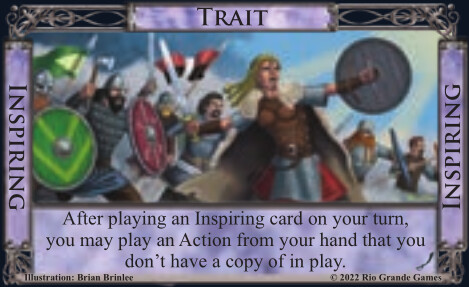 TRAIT
INSPIRING
INSPIRING
After playing an Inspiring card on your turn,
you may play an Action from your hand that you
don't have a copy of in play.
Illustration: Brian Brinlee
© 2022 Rio Grande Games